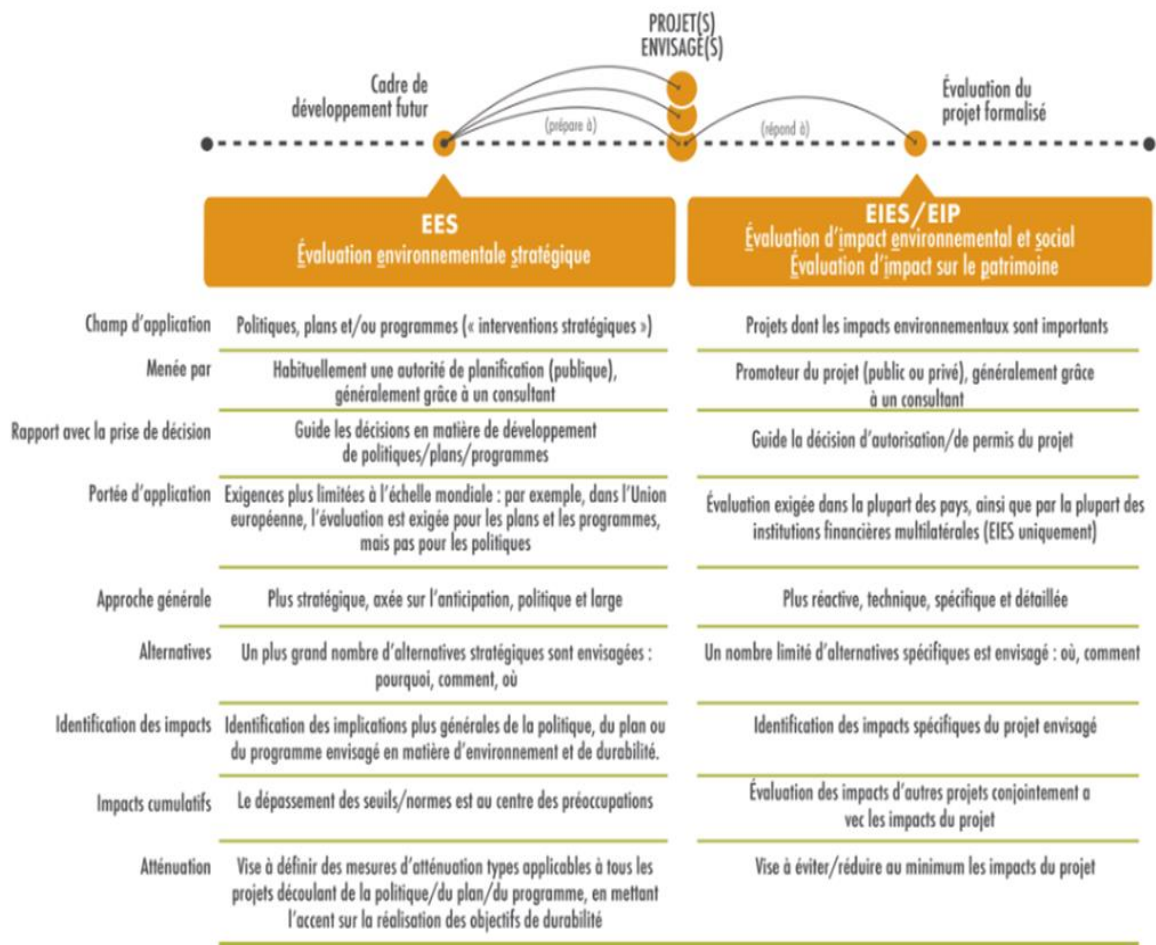 PROJET(S)
ENVISAGÉ(S)
Cadre de
développement futur
Évaluation du
projet formalisé
(prépare à)
(répond à)
EES
Évaluation environnementale stratégique
EIES/EIP
Évaluation d'impact environnemental et social
Évaluation d'impact sur le patrimoine
Champ d'application
Politiques, plans et/ou programmes (« interventions stratégiques »)
Projets dont les impacts environnementaux sont importants
Menée par
Habituellement une autorité de planification (publique),
généralement grâce à un consultant
Promoteur du projet (public ou privé), généralement grâce
à un consultant
Rapport avec la prise de décision
Guide les décisions en matière de développement
de politiques/plans/programmes
Guide la décision d'autorisation/de permis du projet
Portée d'application
Exigences plus limitées à l'échelle mondiale : par exemple, dans l'Union
européenne, l'évaluation est exigée pour les plans et les programmes,
mais pas pour les politiques
Évaluation exigée dans la plupart des pays, ainsi que par la plupart des
institutions financières multilatérales (EIES uniquement)
Approche générale
Plus stratégique, axée sur l'anticipation, politique et large
Plus réactive, technique, spécifique et détaillée
Alternatives
Un plus grand nombre d'alternatives stratégiques sont envisagées :
pourquoi, comment, où
Un nombre limité d'alternatives spécifiques est envisagé : où, comment
Identification des impacts
Identification des implications plus générales de la politique, du plan ou
du programme envisagé en matière d'environnement et de durabilité.
Identification des impacts spécifiques du projet envisagé
Impacts cumulatifs
Le dépassement des seuils/normes est au centre des préoccupations
Évaluation des impacts d'autres projets conjointement a
vec les impacts du projet
Atténuation
Vise à définir des mesures d'atténuation types applicables à tous les
projets découlant de la politique/du plan/du programme, en mettant
l'accent sur la réalisation des objectifs de durabilité
Vise à éviter/réduire au minimum les impacts du projet